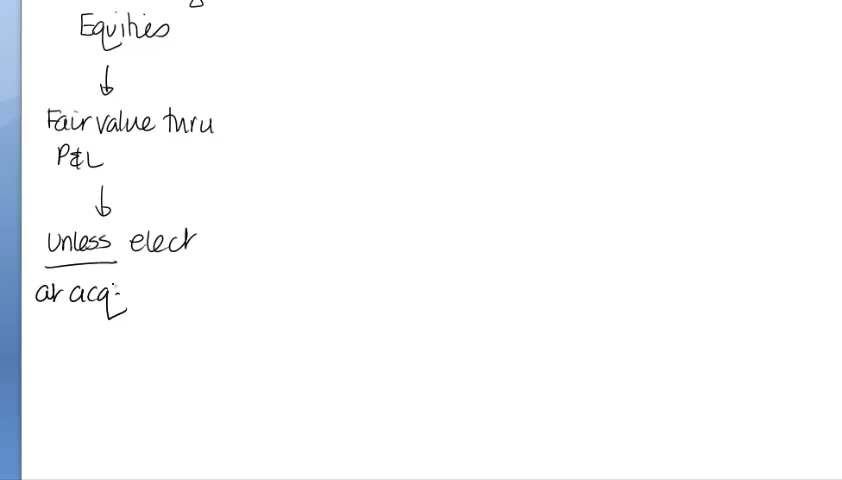 Equities
Fair value thru
P&L
unless elect
at acq: